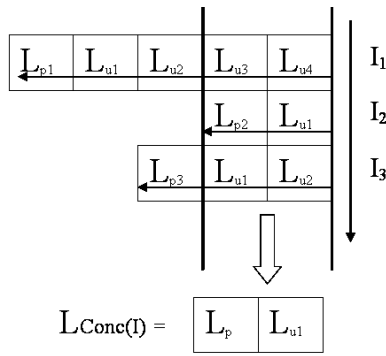 Lp1 Lu1 Lu2 Lu3 Lu4 I1
Lp2 Lu1 I2
Lp3 Lu1 Lu2 I3
LConc(I) = Lp Lu1